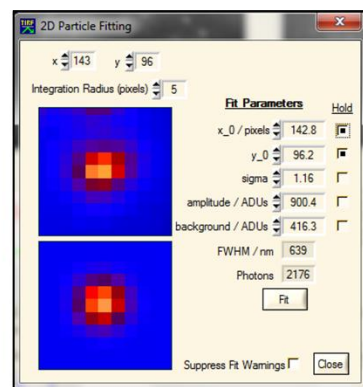 2D Particle Fitting
x 143 y 96
Integration Radius (pixels) 5
Fit Parameters Hold
x_0 / pixels 142.8
y_0 96.2
sigma 1.16
amplitude / ADUs 900.4
background / ADUs 416.3
FWHM / nm 639
Photons 2176
Fit
Suppress Fit Warnings Close